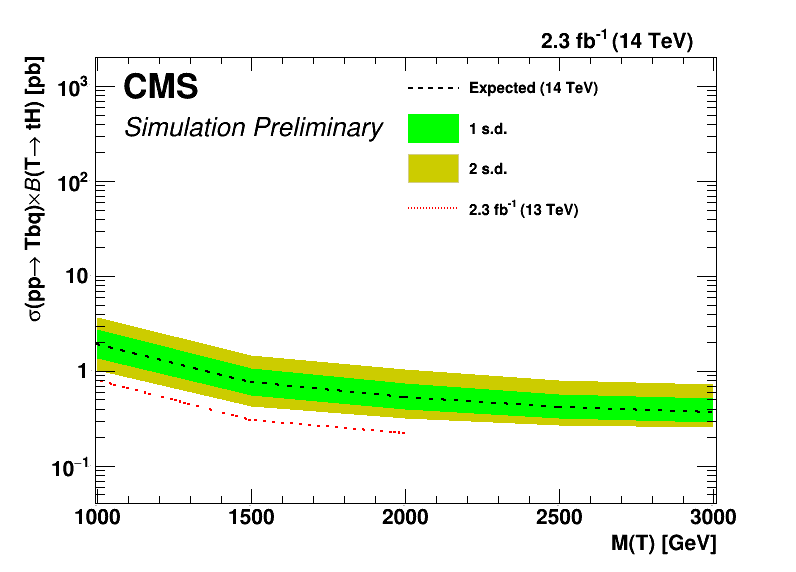 2.3 fb⁻¹ (14 TeV)
CMS
Simulation Preliminary
Expected (14 TeV)
1 s.d.
2 s.d.
2.3 fb⁻¹ (13 TeV)
σ(pp→ Tbq)×B(T→ tH) [pb]
10³
10²
10
1
10⁻¹
1000 1500 2000 2500 3000
M(T) [GeV]